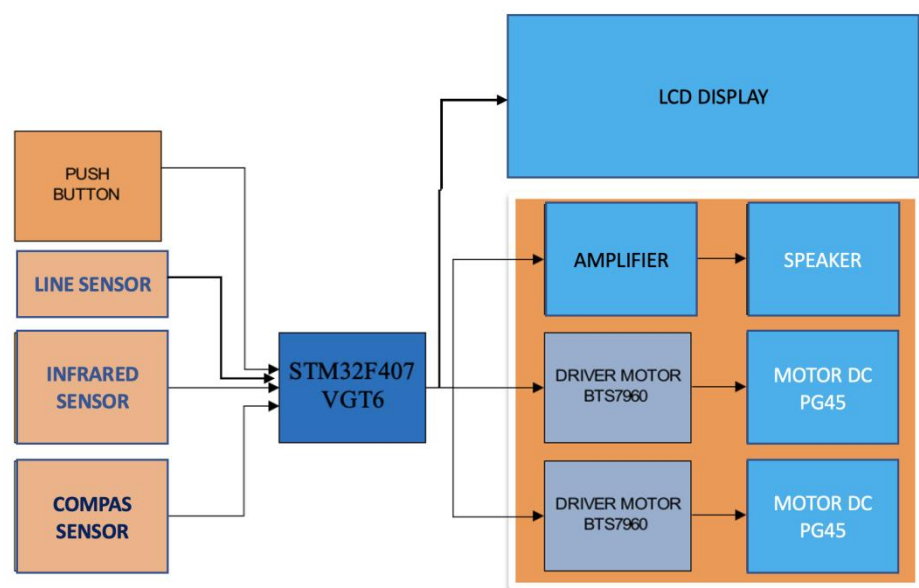 LCD DISPLAY
PUSH
BUTTON
LINE SENSOR
INFRARED
SENSOR
COMPAS
SENSOR
STM32F407
VGT6
AMPLIFIER
SPEAKER
DRIVER MOTOR
BTS7960
MOTOR DC
PG45
DRIVER MOTOR
BTS7960
MOTOR DC
PG45